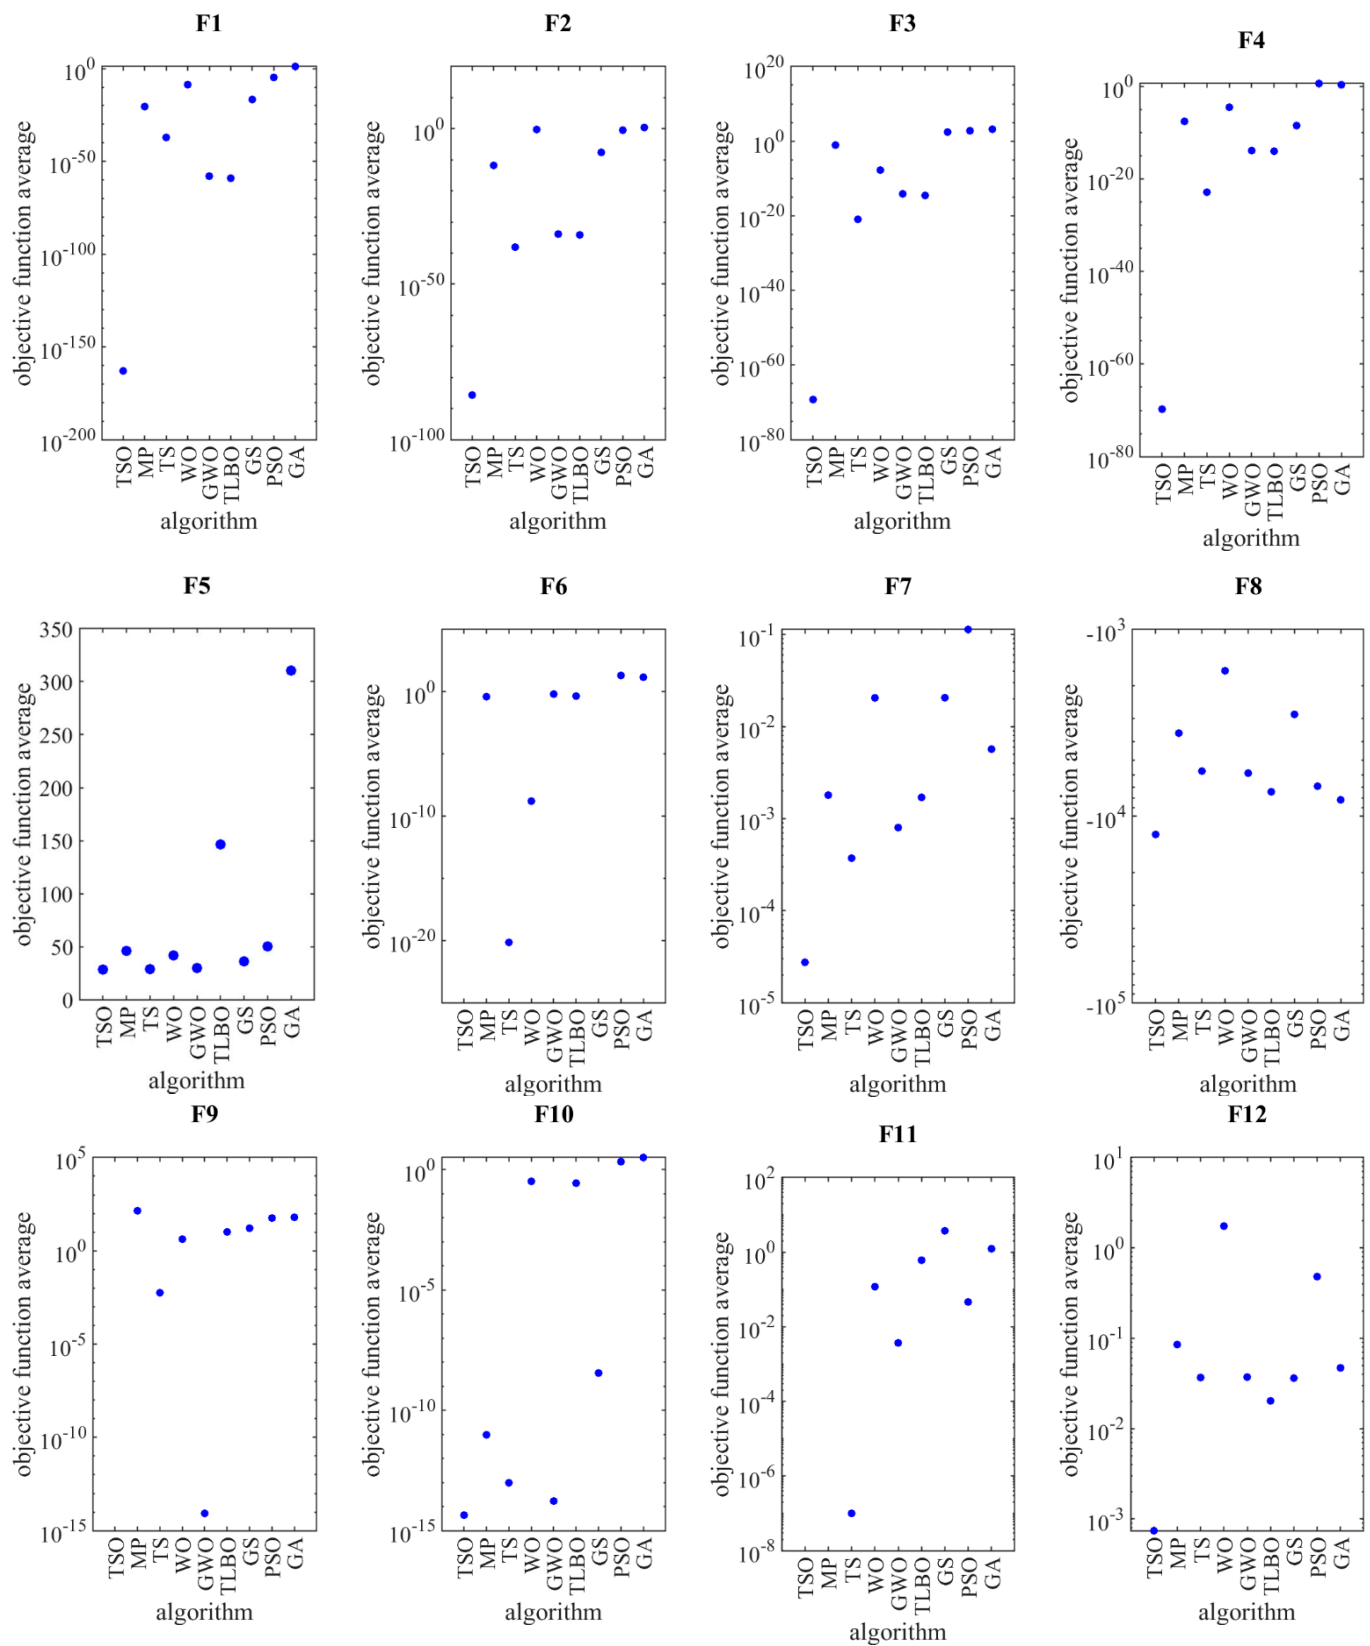 F1
objective function average
10^0
10^-50
10^-100
10^-150
10^-200
TSO
MP
TS
WO
GWO
TLBO
GS
PSO
GA
algorithm
F2
objective function average
10^0
10^-50
10^-100
TSO
MP
TS
WO
GWO
TLBO
GS
PSO
GA
algorithm
F3
objective function average
10^20
10^0
10^-20
10^-40
10^-60
10^-80
TSO
MP
TS
WO
GWO
TLBO
GS
PSO
GA
algorithm
F4
objective function average
10^0
10^-20
10^-40
10^-60
10^-80
TSO
MP
TS
WO
GWO
TLBO
GS
PSO
GA
algorithm
F5
objective function average
350
300
250
200
150
100
50
0
TSO
MP
TS
WO
GWO
TLBO
GS
PSO
GA
algorithm
F6
objective function average
10^0
10^-10
10^-20
TSO
MP
TS
WO
GWO
TLBO
GS
PSO
GA
algorithm
F7
objective function average
10^-1
10^-2
10^-3
10^-4
10^-5
TSO
MP
TS
WO
GWO
TLBO
GS
PSO
GA
algorithm
F8
objective function average
-10^3
-10^4
-10^5
TSO
MP
TS
WO
GWO
TLBO
GS
PSO
GA
algorithm
F9
objective function average
10^5
10^0
10^-5
10^-10
10^-15
TSO
MP
TS
WO
GWO
TLBO
GS
PSO
GA
algorithm
F10
objective function average
10^0
10^-5
10^-10
10^-15
TSO
MP
TS
WO
GWO
TLBO
GS
PSO
GA
algorithm
F11
objective function average
10^2
10^0
10^-2
10^-4
10^-6
10^-8
TSO
MP
TS
WO
GWO
TLBO
GS
PSO
GA
algorithm
F12
objective function average
10^1
10^0
10^-1
10^-2
10^-3
TSO
MP
TS
WO
GWO
TLBO
GS
PSO
GA
algorithm